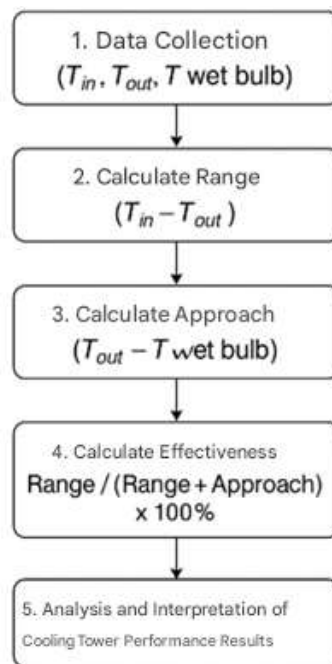 1. Data Collection
(T_in, T_out, T wet bulb)
2. Calculate Range
(T_in − T_out )
3. Calculate Approach
(T_out − T wet bulb)
4. Calculate Effectiveness
Range / (Range + Approach)
x 100%
5. Analysis and Interpretation of
Cooling Tower Performance Results